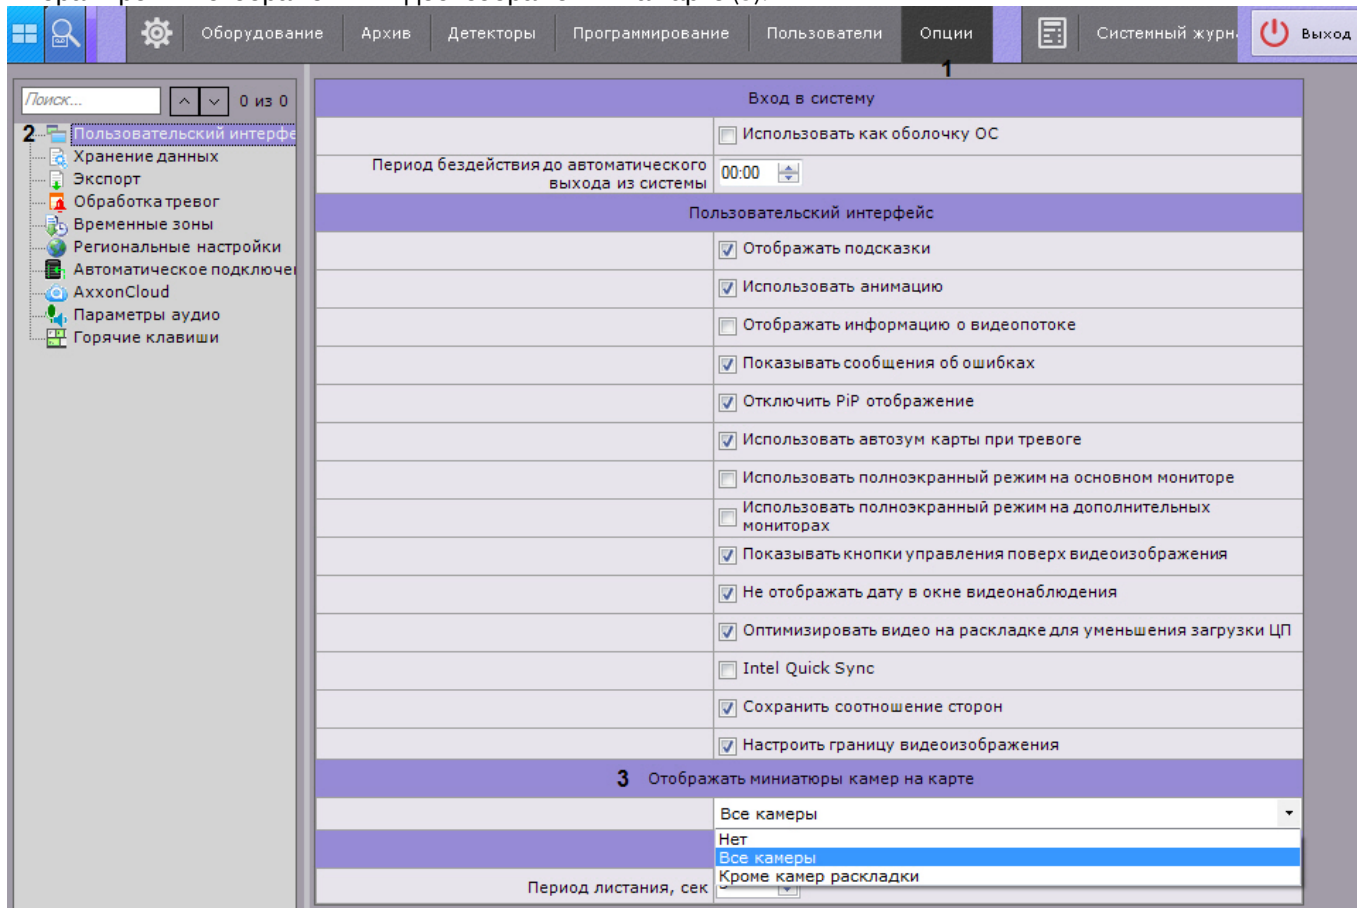 Оборудование Архив Детекторы Программирование Пользователи Опции Системный журн Выход
1
Поиск... 0 из 0
2 Пользовательский интерфе
Хранение данных
Экспорт
Обработка тревог
Временные зоны
Региональные настройки
Автоматическое подключе
AxxonCloud
Параметры аудио
Горячие клавиши
Вход в систему
Использовать как оболочку ОС
Период бездействия до автоматического
выхода из системы
00:00
Пользовательский интерфейс
Отображать подсказки
Использовать анимацию
Отображать информацию о видеопотоке
Показывать сообщения об ошибках
Отключить PiP отображение
Использовать автозум карты при тревоге
Использовать полноэкранный режим на основном мониторе
Использовать полноэкранный режим на дополнительных
мониторах
Показывать кнопки управления поверх видеоизображения
Не отображать дату в окне видеонаблюдения
Оптимизировать видео на раскладке для уменьшения загрузки ЦП
Intel Quick Sync
Сохранить соотношение сторон
Настроить границу видеоизображения
3 Отображать миниатюры камер на карте
Все камеры
Нет
Все камеры
Кроме камер раскладки
Период листания, сек